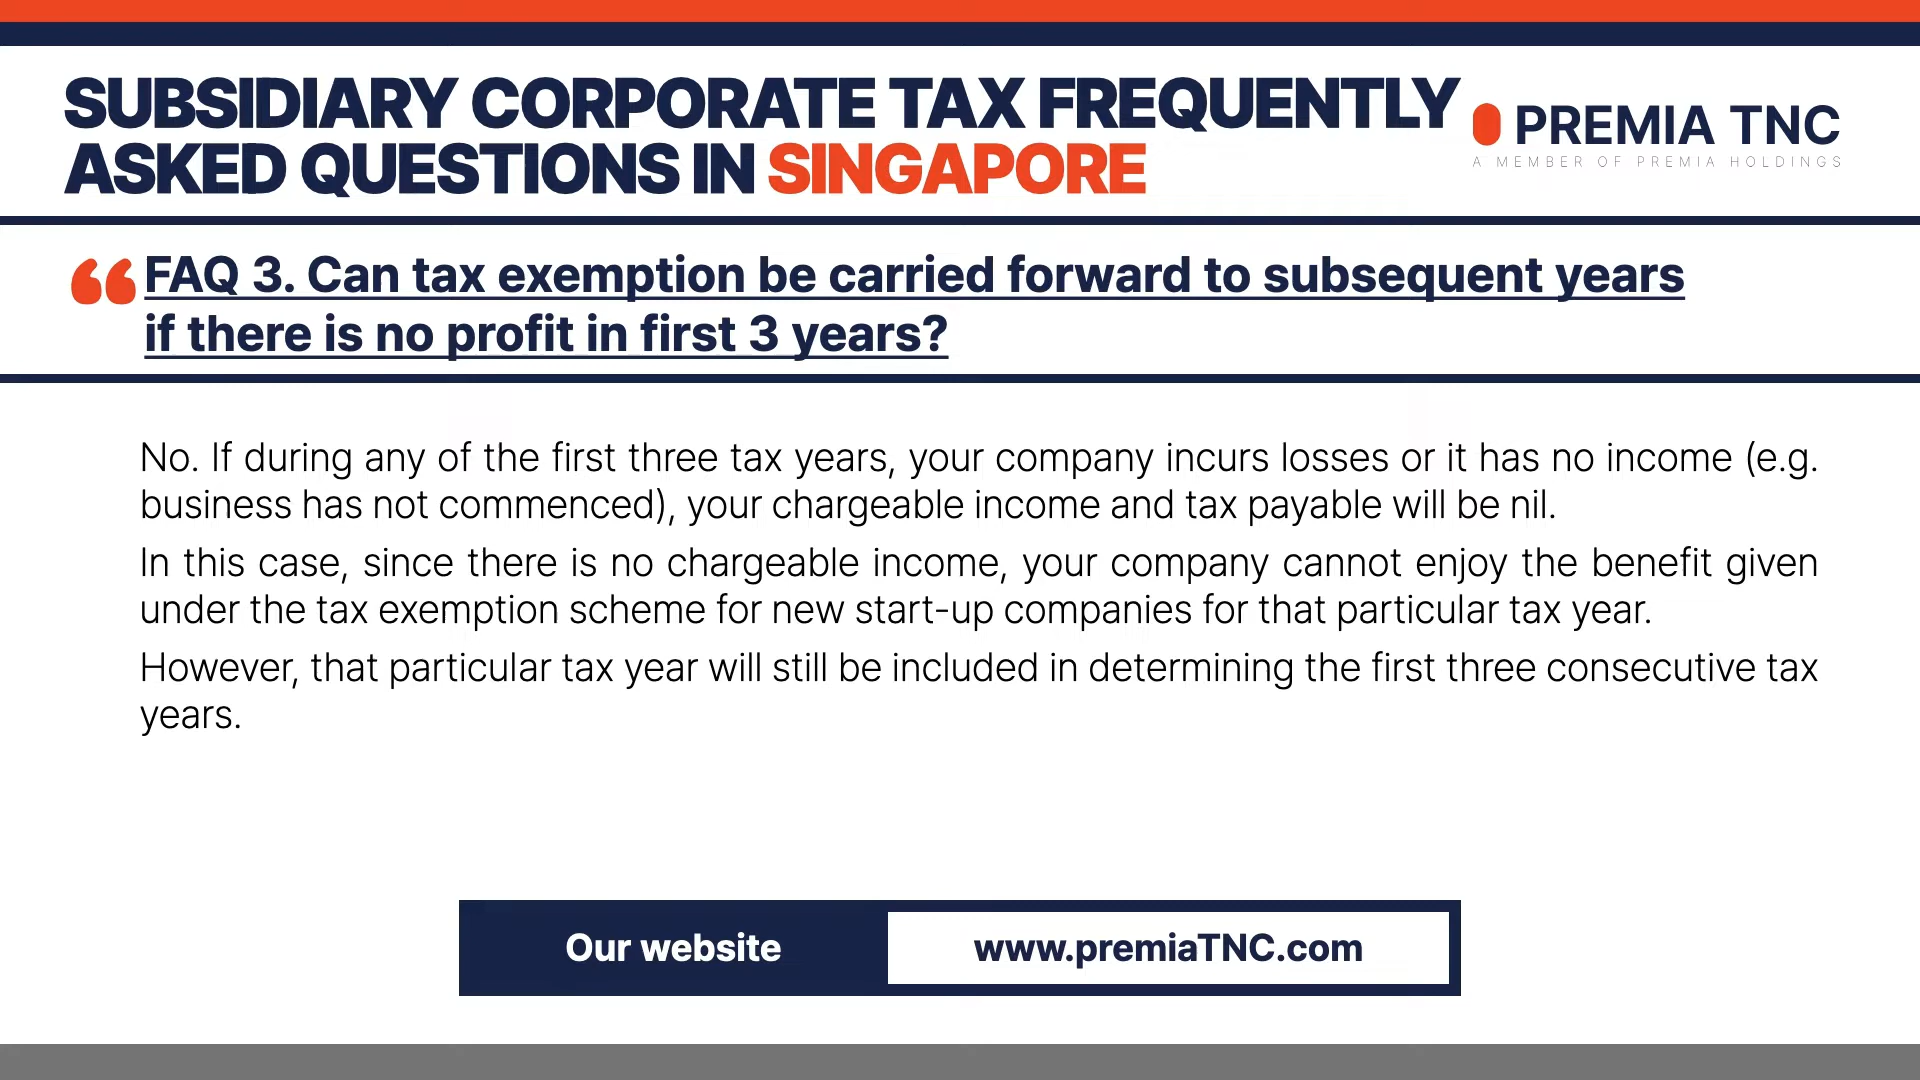 SUBSIDIARY CORPORATE TAX FREQUENTLY
ASKED QUESTIONS IN SINGAPORE
PREMIA TNC
A MEMBER OF PREMIA HOLDINGS
FAQ 3. Can tax exemption be carried forward to subsequent years
if there is no profit in first 3 years?
No. If during any of the first three tax years, your company incurs losses or it has no income (e.g.
business has not commenced), your chargeable income and tax payable will be nil.
In this case, since there is no chargeable income, your company cannot enjoy the benefit given
under the tax exemption scheme for new start-up companies for that particular tax year.
However, that particular tax year will still be included in determining the first three consecutive tax
years.
Our website
www.premiaTNC.com